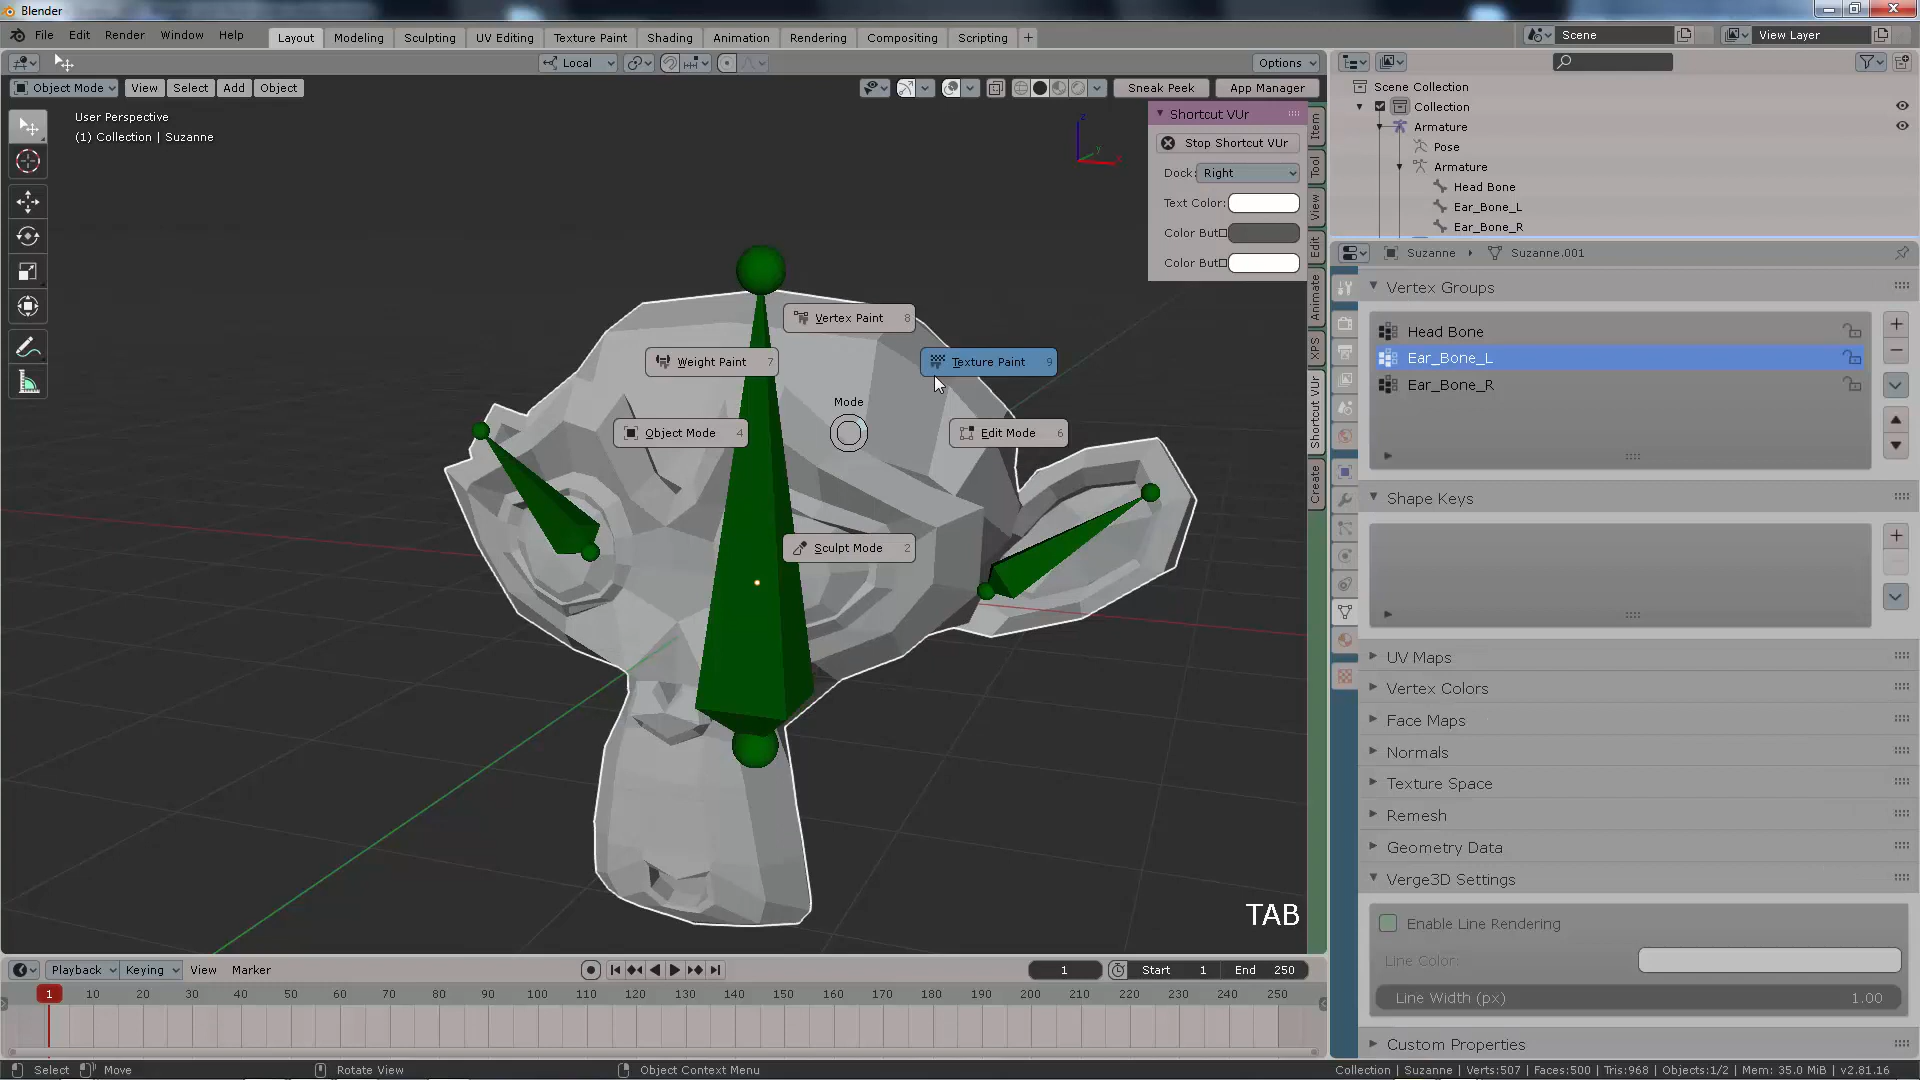 Blender
File Edit Render Window Help
Layout Modeling Sculpting UV Editing Texture Paint Shading Animation Rendering Compositing Scripting +
Scene
View Layer
Local
Options
Object Mode View Select Add Object
Sneak Peek
App Manager
User Perspective
(1) Collection | Suzanne
Shortcut VUr
Stop Shortcut VUr
Dock: Right
Text Color:
Color But
Color But
Item
Tool
View
Edit
Animate
XPS
Shortcut VUr
Create
Z
Y
X
Vertex Paint 8
Weight Paint 7
Texture Paint 9
Mode
Object Mode 4
Edit Mode 6
Sculpt Mode 2
TAB
Scene Collection
Collection
Armature
Pose
Armature
Head Bone
Ear_Bone_L
Ear_Bone_R
Suzanne
Suzanne.001
Vertex Groups
Head Bone
Ear_Bone_L
Ear_Bone_R
Shape Keys
UV Maps
Vertex Colors
Face Maps
Normals
Texture Space
Remesh
Geometry Data
Verge3D Settings
Enable Line Rendering
Line Color:
Line Width (px) 1.00
Custom Properties
Playback Keying View Marker
1
Start 1
End 250
1 10 20 30 40 50 60 70 80 90 100 110 120 130 140 150 160 170 180 190 200 210 220 230 240 250
Select Move Rotate View Object Context Menu
Collection | Suzanne | Verts:507 | Faces:500 | Tris:968 | Objects:1/2 | Mem: 35.0 MiB | v2.81.16